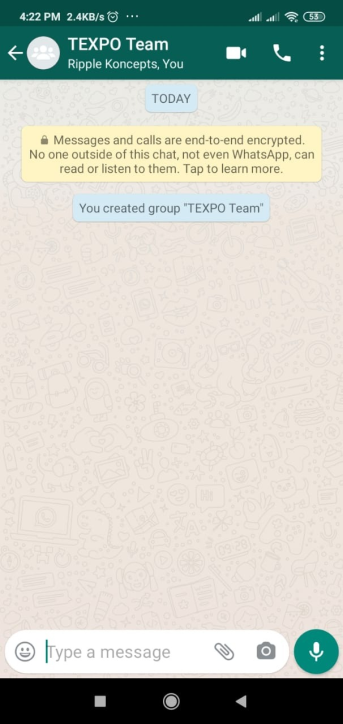 4:22 PM 2.4KB/s ... 53
TEXPO Team
Ripple Koncepts, You
TODAY
Messages and calls are end-to-end encrypted.
No one outside of this chat, not even WhatsApp, can
read or listen to them. Tap to learn more.
You created group "TEXPO Team"
Type a message